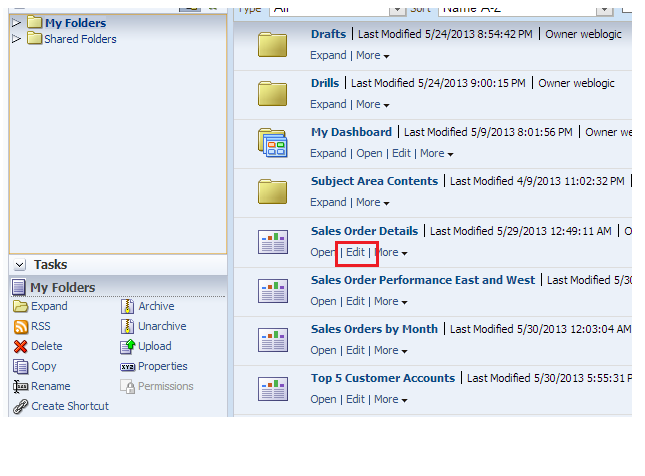 Type All Sort Name A-Z
My Folders
Shared Folders
Drafts | Last Modified 5/24/2013 8:54:42 PM | Owner weblogic
Expand | More
Drills | Last Modified 5/24/2013 9:00:15 PM | Owner weblogic
Expand | More
My Dashboard | Last Modified 5/9/2013 8:01:56 PM | Owner we
Expand | Open | Edit | More
Subject Area Contents | Last Modified 4/9/2013 11:02:32 PM |
Expand | More
Sales Order Details | Last Modified 5/29/2013 12:49:11 AM | O
Open | Edit | More
Sales Order Performance East and West | Last Modified 5/30
Open | Edit | More
Sales Orders by Month | Last Modified 5/30/2013 12:03:04 AM
Open | Edit | More
Top 5 Customer Accounts | Last Modified 5/30/2013 5:55:31 P
Open | Edit | More
Tasks
My Folders
Expand Archive
RSS Unarchive
Delete Upload
Copy XYZ Properties
Rename Permissions
Create Shortcut